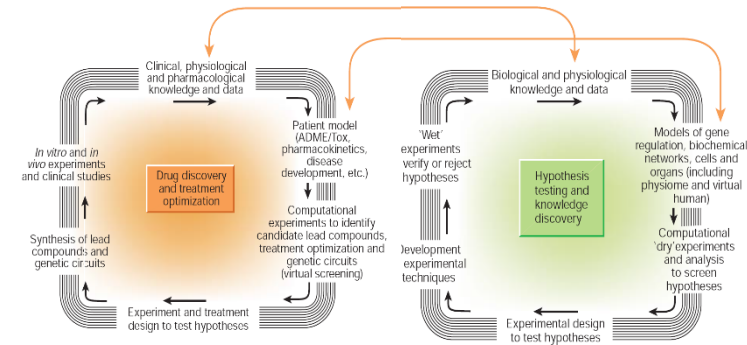 Clinical, physiological
and pharmacological
knowledge and data
Patient model
(ADME/Tox,
pharmacokinetics,
disease
development, etc.)
Computational
experiments to identify
candidate lead compounds,
treatment optimization and
genetic circuits
(virtual screening)
Experiment and treatment
design to test hypotheses
Synthesis of lead
compounds and
genetic circuits
In vitro and in
vivo experiments
and clinical studies
Drug discovery
and treatment
optimization
Biological and physiological
knowledge and data
Models of gene
regulation, biochemical
networks, cells and
organs (including
physiome and virtual
human)
Computational
'dry'experiments
and analysis
to screen
hypotheses
Experimental design
to test hypotheses
Development
experimental
techniques
'Wet'
experiments
verify or reject
hypotheses
Hypothesis
testing and
knowledge
discovery